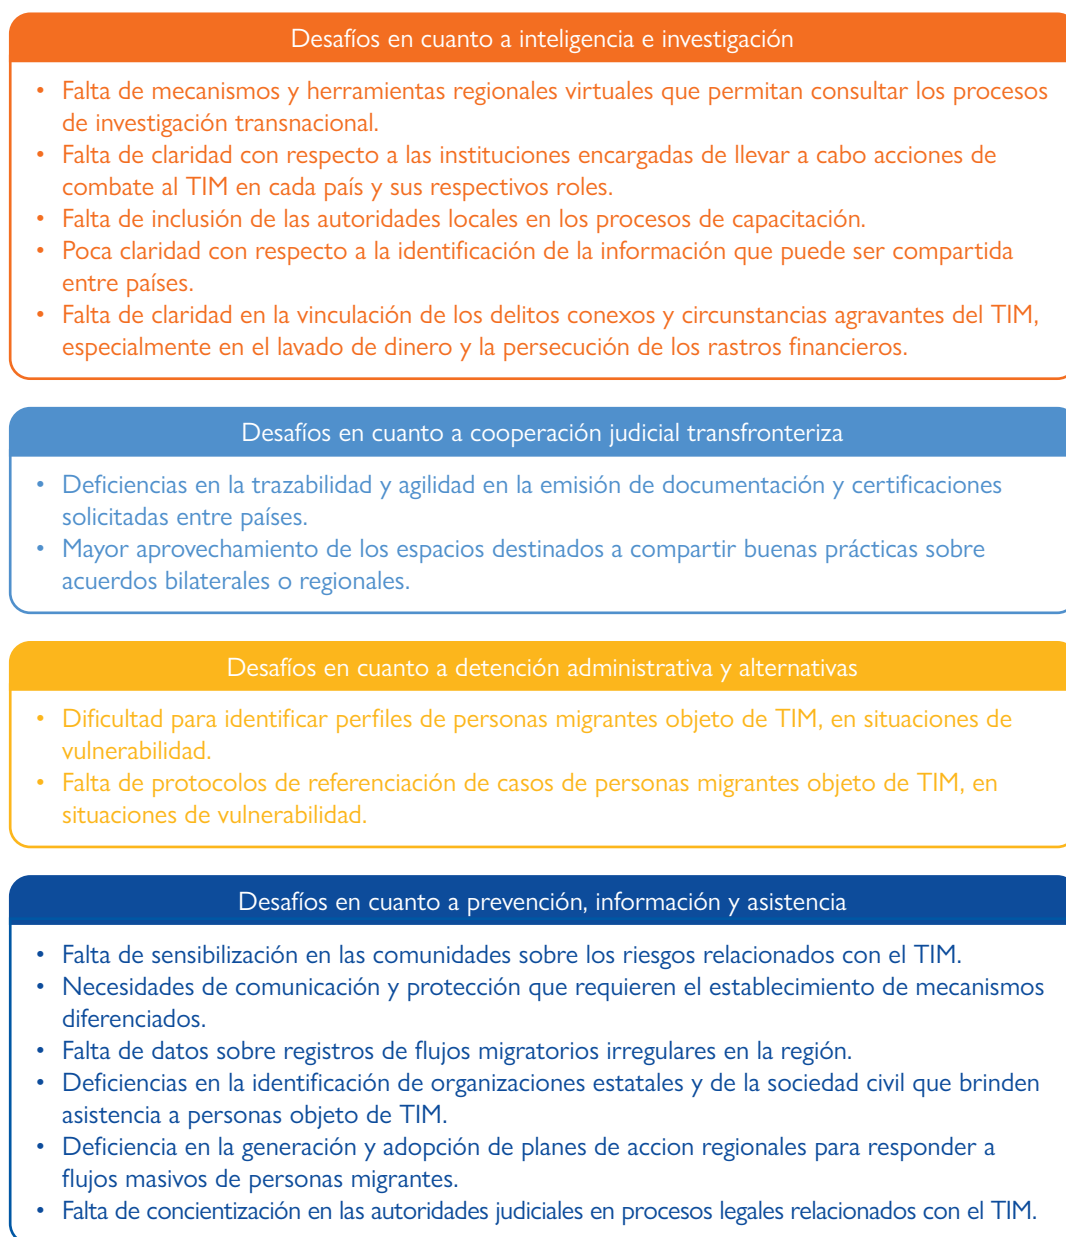 Desafíos en cuanto a inteligencia e investigación
• Falta de mecanismos y herramientas regionales virtuales que permitan consultar los procesos
de investigación transnacional.
• Falta de claridad con respecto a las instituciones encargadas de llevar a cabo acciones de
combate al TIM en cada país y sus respectivos roles.
• Falta de inclusión de las autoridades locales en los procesos de capacitación.
• Poca claridad con respecto a la identificación de la información que puede ser compartida
entre países.
• Falta de claridad en la vinculación de los delitos conexos y circunstancias agravantes del TIM,
especialmente en el lavado de dinero y la persecución de los rastros financieros.
Desafíos en cuanto a cooperación judicial transfronteriza
• Deficiencias en la trazabilidad y agilidad en la emisión de documentación y certificaciones
solicitadas entre países.
• Mayor aprovechamiento de los espacios destinados a compartir buenas prácticas sobre
acuerdos bilaterales o regionales.
Desafíos en cuanto a detención administrativa y alternativas
• Dificultad para identificar perfiles de personas migrantes objeto de TIM, en situaciones de
vulnerabilidad.
• Falta de protocolos de referenciación de casos de personas migrantes objeto de TIM, en
situaciones de vulnerabilidad.
Desafíos en cuanto a prevención, información y asistencia
• Falta de sensibilización en las comunidades sobre los riesgos relacionados con el TIM.
• Necesidades de comunicación y protección que requieren el establecimiento de mecanismos
diferenciados.
• Falta de datos sobre registros de flujos migratorios irregulares en la región.
• Deficiencias en la identificación de organizaciones estatales y de la sociedad civil que brinden
asistencia a personas objeto de TIM.
• Deficiencia en la generación y adopción de planes de accion regionales para responder a
flujos masivos de personas migrantes.
• Falta de concientización en las autoridades judiciales en procesos legales relacionados con el TIM.